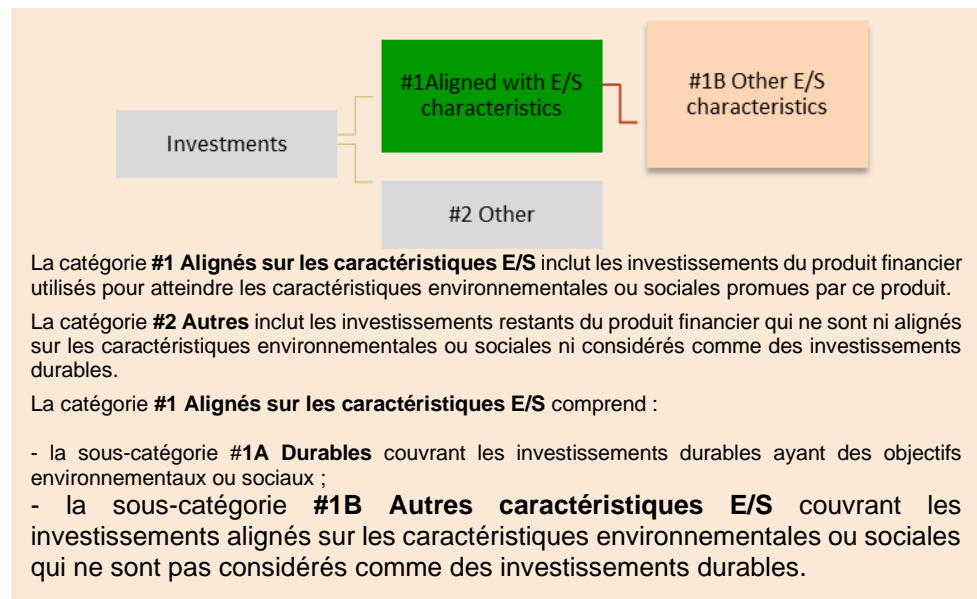 #1Aligned with E/S
characteristics
#1B Other E/S
characteristics
Investments
#2 Other
La catégorie #1 Alignés sur les caractéristiques E/S inclut les investissements du produit financier
utilisés pour atteindre les caractéristiques environnementales ou sociales promues par ce produit.
La catégorie #2 Autres inclut les investissements restants du produit financier qui ne sont ni alignés
sur les caractéristiques environnementales ou sociales ni considérés comme des investissements
durables.
La catégorie #1 Alignés sur les caractéristiques E/S comprend :
- la sous-catégorie #1A Durables couvrant les investissements durables ayant des objectifs
environnementaux ou sociaux ;
- la sous-catégorie #1B Autres caractéristiques E/S couvrant les
investissements alignés sur les caractéristiques environnementales ou sociales
qui ne sont pas considérés comme des investissements durables.